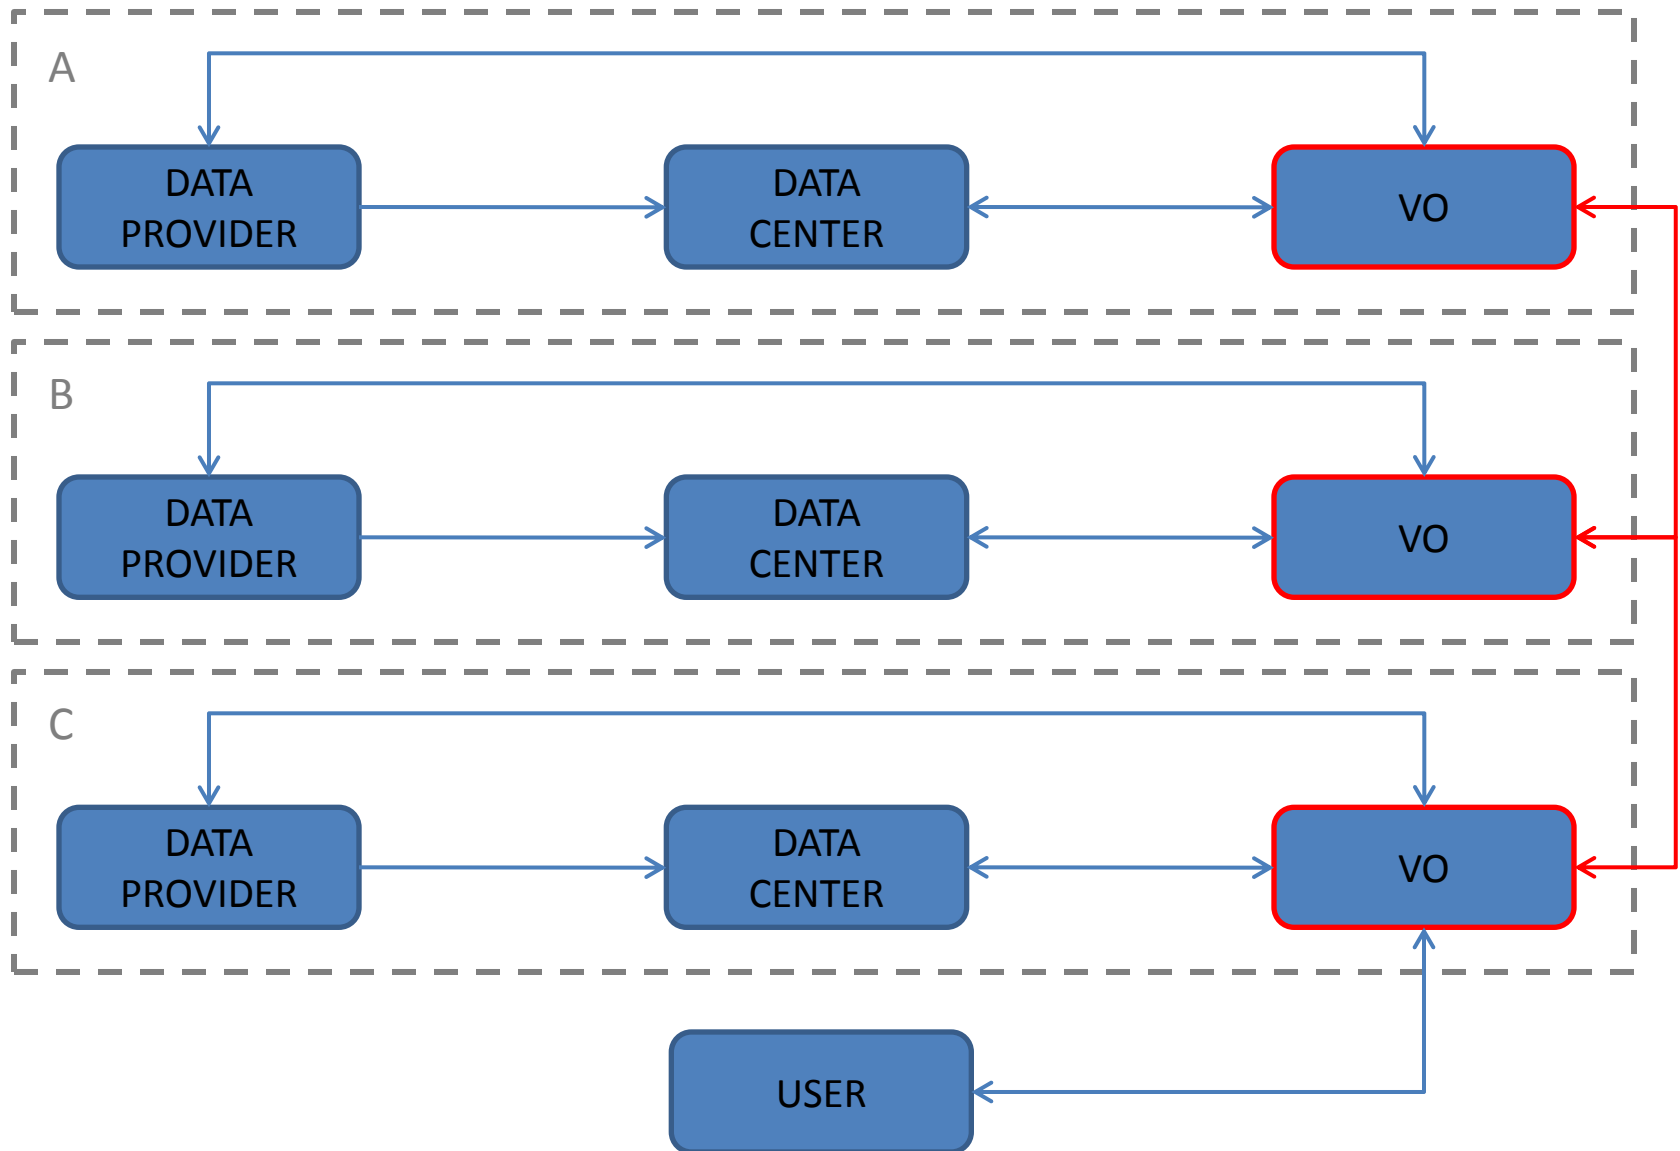 A
DATA
PROVIDER
DATA
CENTER
VO
B
DATA
PROVIDER
DATA
CENTER
VO
C
DATA
PROVIDER
DATA
CENTER
VO
USER